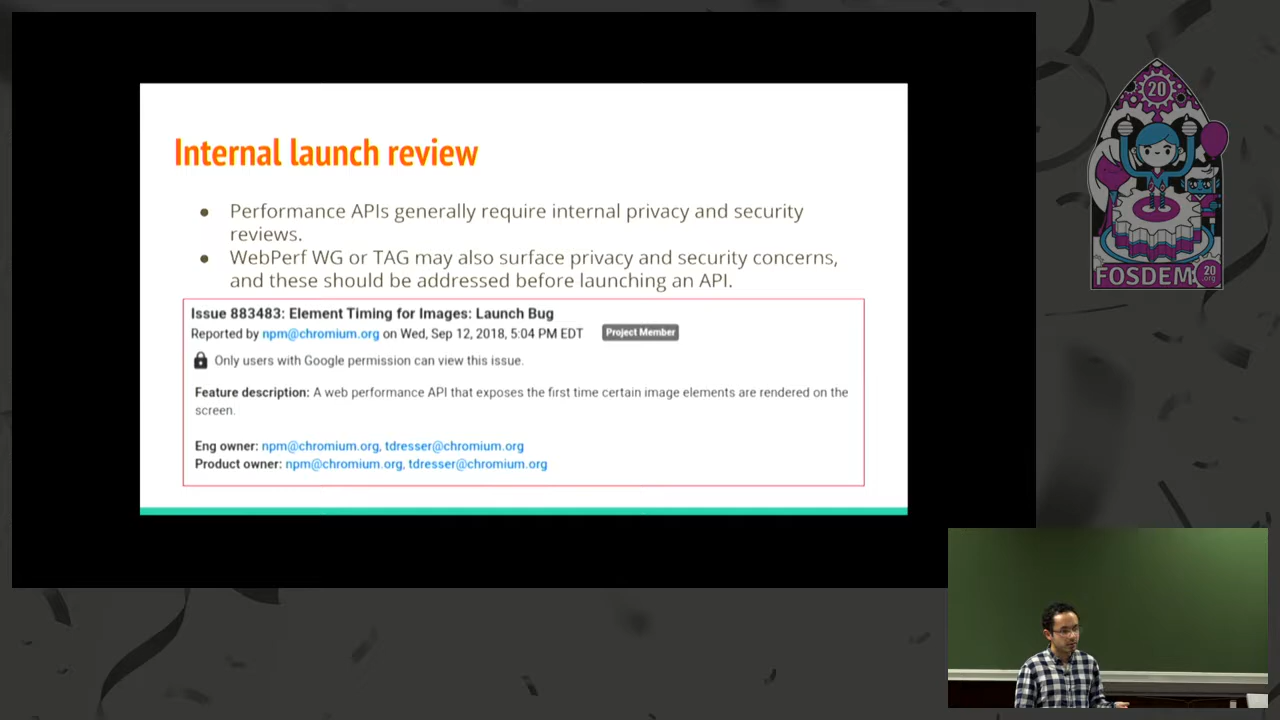 Internal launch review
● Performance APIs generally require internal privacy and security
reviews.
● WebPerf WG or TAG may also surface privacy and security concerns,
and these should be addressed before launching an API.
Issue 883483: Element Timing for Images: Launch Bug
Reported by npm@chromium.org on Wed, Sep 12, 2018, 5:04 PM EDT Project Member
Only users with Google permission can view this issue.
Feature description: A web performance API that exposes the first time certain image elements are rendered on the
screen.
Eng owner: npm@chromium.org, tdresser@chromium.org
Product owner: npm@chromium.org, tdresser@chromium.org
20
FOSDEM
20
.org